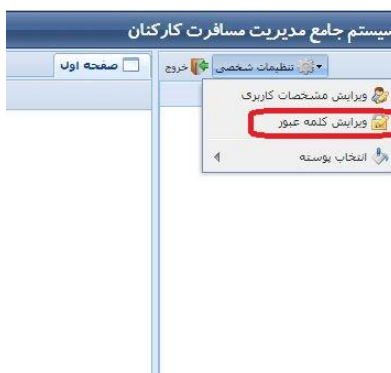 سیستم جامع مدیریت مسافرت کارکنان
تنظیمات شخصی خروج
صفحه اول
ویرایش مشخصات کاربری
ویرایش کلمه عبور
انتخاب پوسته